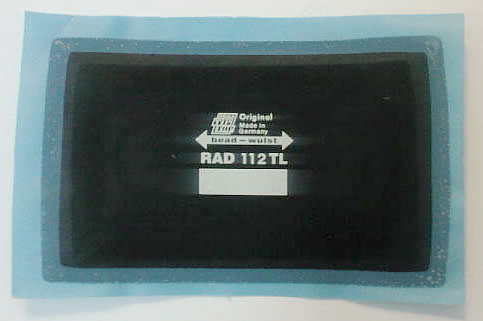 Original
Made in
Germany
bead - wulst
RAD 112 TL